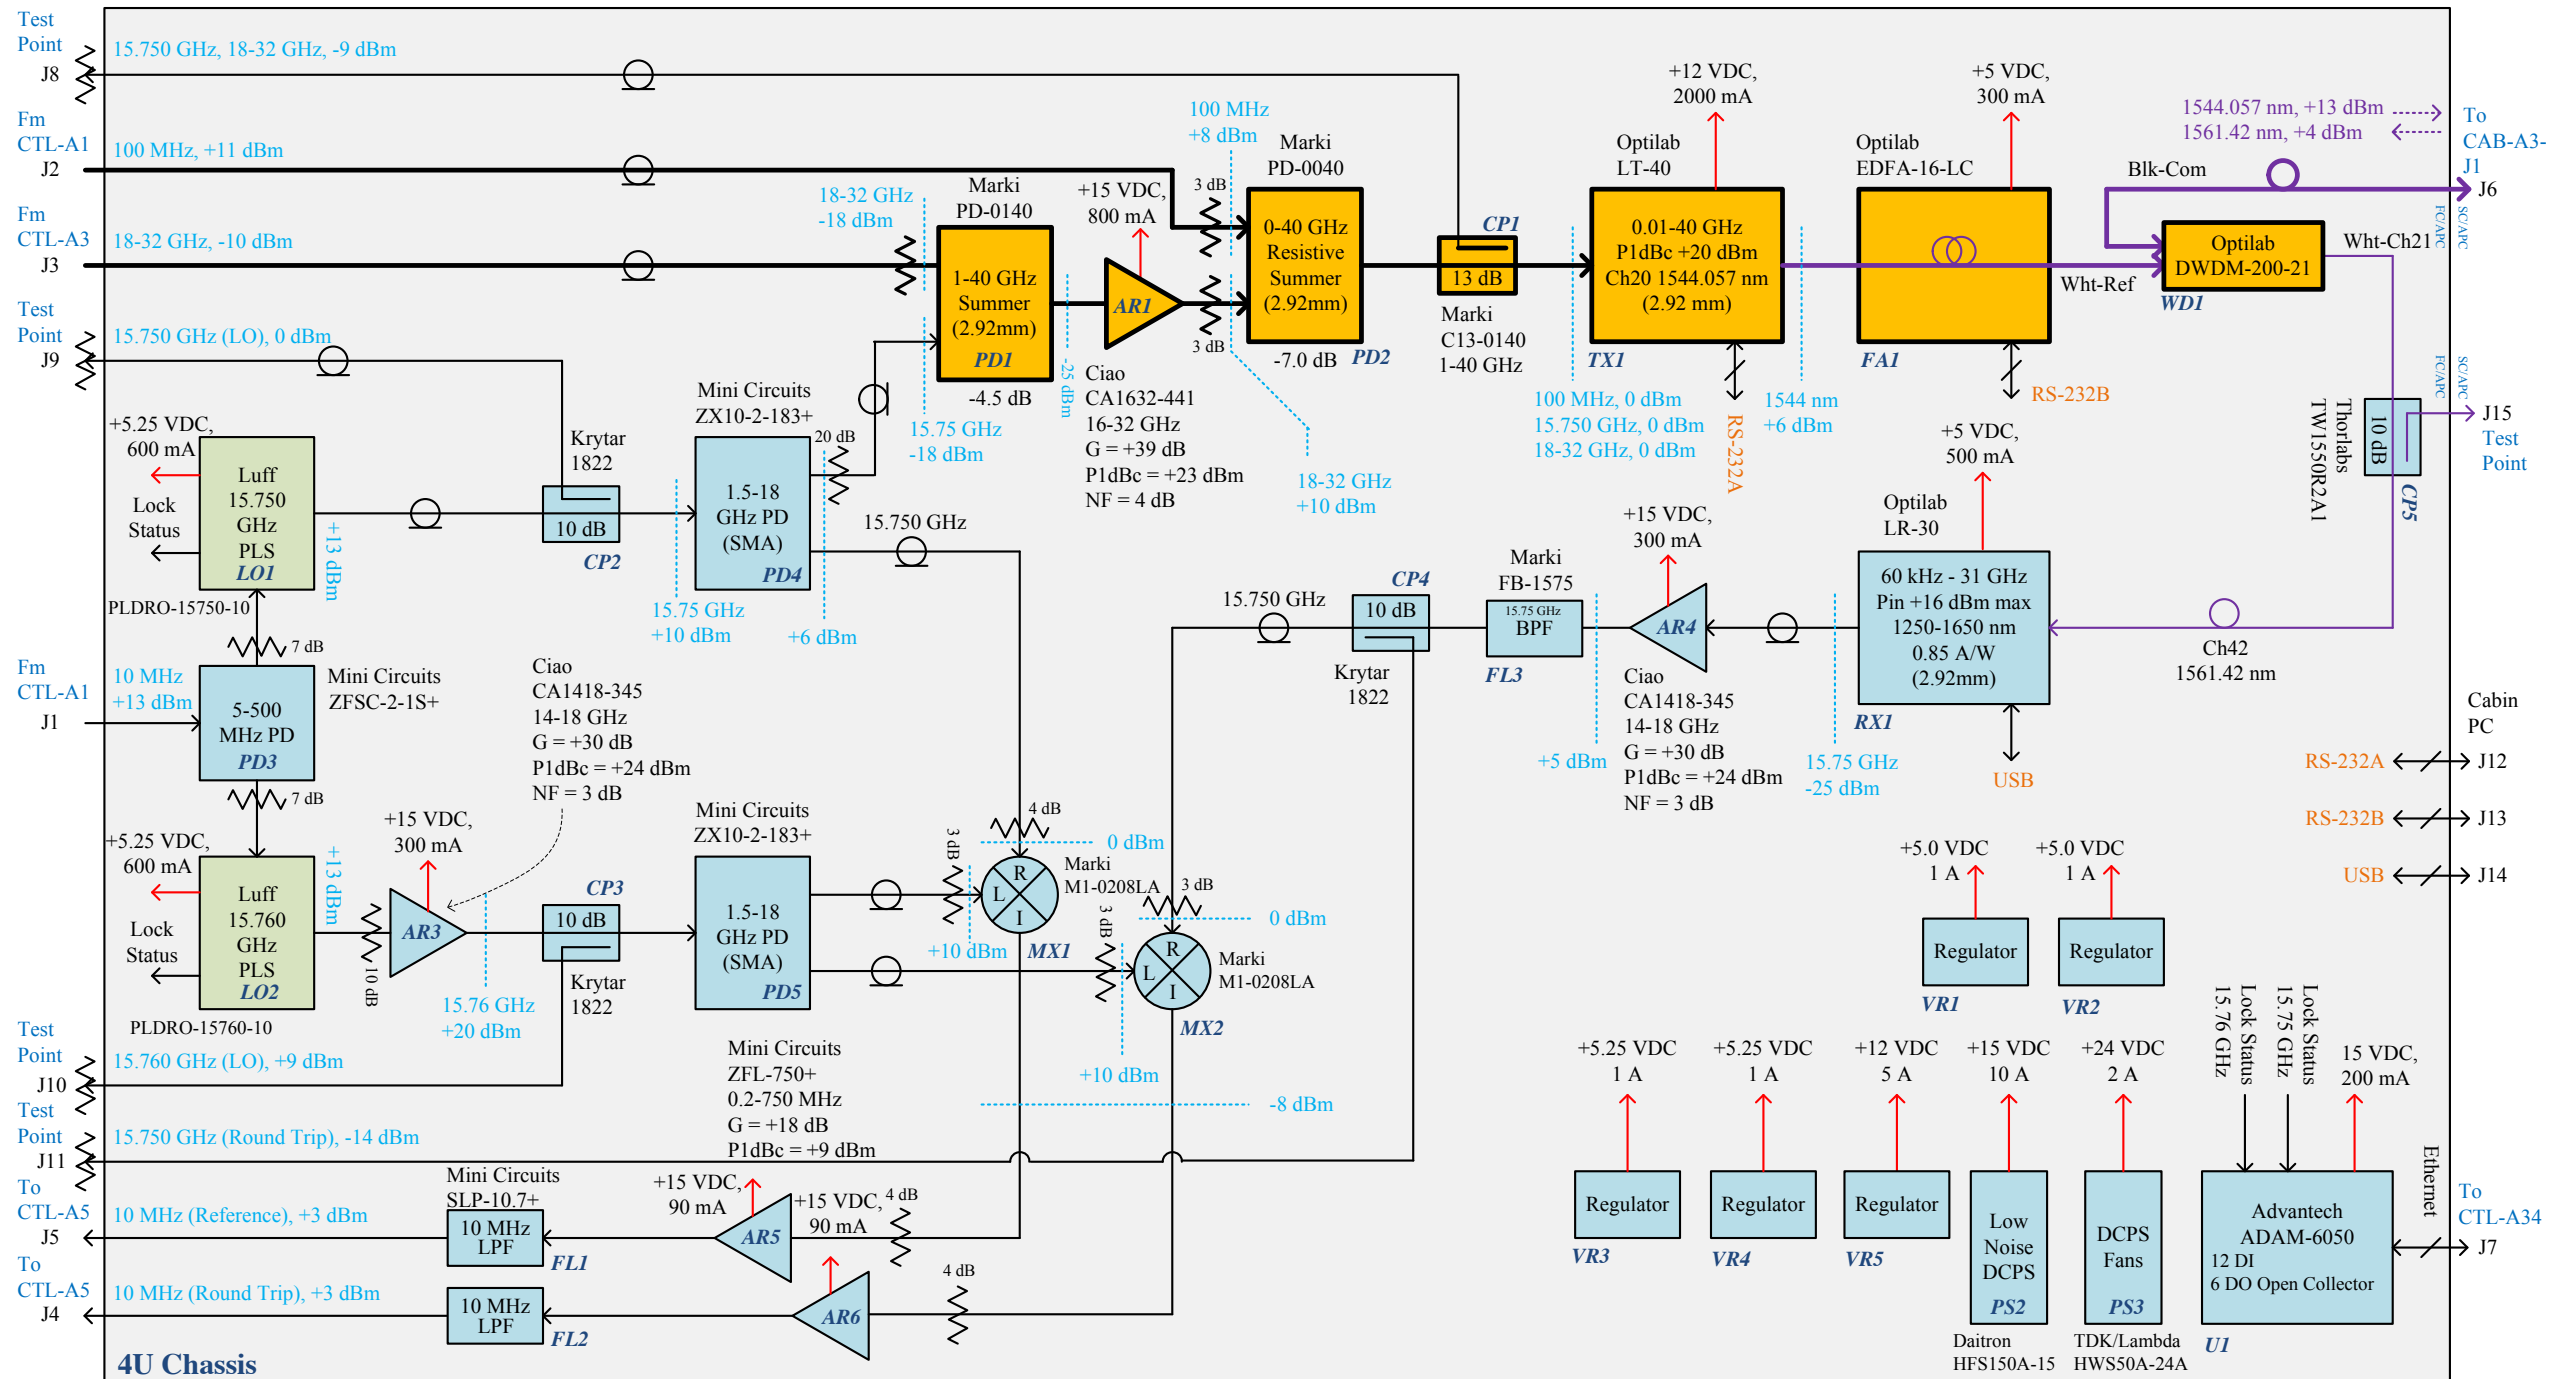 Test
Point
J8
15.750 GHz, 18-32 GHz, -9 dBm
Fm
CTL-A1
J2
100 MHz, +11 dBm
Fm
CTL-A3
J3
18-32 GHz, -10 dBm
Test
Point
J9
15.750 GHz (LO), 0 dBm
18-32 GHz
-18 dBm
Marki
PD-0140
1-40 GHz
Summer
(2.92mm)
PD1
-4.5 dB
15.75 GHz
-18 dBm
-25 dBm
+15 VDC,
800 mA
AR1
Ciao
CA1632-441
16-32 GHz
G = +39 dB
P1dBc = +23 dBm
NF = 4 dB
100 MHz
+8 dBm
3 dB
3 dB
18-32 GHz
+10 dBm
Marki
PD-0040
0-40 GHz
Resistive
Summer
(2.92mm)
-7.0 dB
PD2
CP1
13 dB
Marki
C13-0140
1-40 GHz
+12 VDC,
2000 mA
Optilab
LT-40
0.01-40 GHz
P1dBc +20 dBm
Ch20 1544.057 nm
(2.92 mm)
TX1
100 MHz, 0 dBm
15.750 GHz, 0 dBm
18-32 GHz, 0 dBm
RS-232A
1544 nm
+6 dBm
+5 VDC,
300 mA
Optilab
EDFA-16-LC
FA1
RS-232B
1544.057 nm, +13 dBm
1561.42 nm, +4 dBm
To
CAB-A3-
J1
J6
Blk-Com
Wht-Ref
Optilab
DWDM-200-21
WD1
Wht-Ch21
FC/APC
SC/APC
FC/APC
SC/APC
J15
Test
Point
10 dB
CP5
Thorlabs
TW1550R2A1
+5.25 VDC,
600 mA
Lock
Status
Luff
15.750
GHz
PLS
LO1
PLDRO-15750-10
+13 dBm
Krytar
1822
10 dB
CP2
15.75 GHz
+10 dBm
Mini Circuits
ZX10-2-183+
1.5-18
GHz PD
(SMA)
PD4
20 dB
+6 dBm
15.750 GHz
7 dB
Fm
CTL-A1
J1
10 MHz
+13 dBm
5-500
MHz PD
PD3
Mini Circuits
ZFSC-2-1S+
7 dB
Ciao
CA1418-345
14-18 GHz
G = +30 dB
P1dBc = +24 dBm
NF = 3 dB
+5.25 VDC,
600 mA
Lock
Status
Luff
15.760
GHz
PLS
LO2
PLDRO-15760-10
+13 dBm
10 dB
+15 VDC,
300 mA
AR3
15.76 GHz
+20 dBm
CP3
10 dB
Krytar
1822
Mini Circuits
ZX10-2-183+
1.5-18
GHz PD
(SMA)
PD5
3 dB
+10 dBm
4 dB
0 dBm
R
L
I
Marki
M1-0208LA
MX1
3 dB
3 dB
0 dBm
+10 dBm
R
L
I
Marki
M1-0208LA
MX2
-8 dBm
15.750 GHz
CP4
10 dB
Krytar
1822
Marki
FB-1575
15.75 GHz
BPF
FL3
+5 dBm
+15 VDC,
300 mA
AR4
Ciao
CA1418-345
14-18 GHz
G = +30 dB
P1dBc = +24 dBm
NF = 3 dB
15.75 GHz
-25 dBm
+5 VDC,
500 mA
Optilab
LR-30
60 kHz - 31 GHz
Pin +16 dBm max
1250-1650 nm
0.85 A/W
(2.92mm)
RX1
USB
Ch42
1561.42 nm
Cabin
PC
RS-232A
J12
RS-232B
J13
USB
J14
+5.0 VDC
1 A
Regulator
VR1
+5.0 VDC
1 A
Regulator
VR2
+5.25 VDC
1 A
Regulator
VR3
+5.25 VDC
1 A
Regulator
VR4
+12 VDC
5 A
Regulator
VR5
+15 VDC
10 A
Low
Noise
DCPS
PS2
Daitron
HFS150A-15
+24 VDC
2 A
DCPS
Fans
PS3
TDK/Lambda
HWS50A-24A
Lock Status
15.76 GHz
Lock Status
15.75 GHz
15 VDC,
200 mA
Advantech
ADAM-6050
12 DI
6 DO Open Collector
U1
Ethernet
To
CTL-A34
J7
Test
Point
J10
15.760 GHz (LO), +9 dBm
Test
Point
J11
15.750 GHz (Round Trip), -14 dBm
Mini Circuits
ZFL-750+
0.2-750 MHz
G = +18 dB
P1dBc = +9 dBm
To
CTL-A5
J5
10 MHz (Reference), +3 dBm
Mini Circuits
SLP-10.7+
10 MHz
LPF
FL1
+15 VDC,
90 mA
AR5
+15 VDC,
90 mA
4 dB
To
CTL-A5
J4
10 MHz (Round Trip), +3 dBm
10 MHz
LPF
FL2
AR6
4 dB
4U Chassis